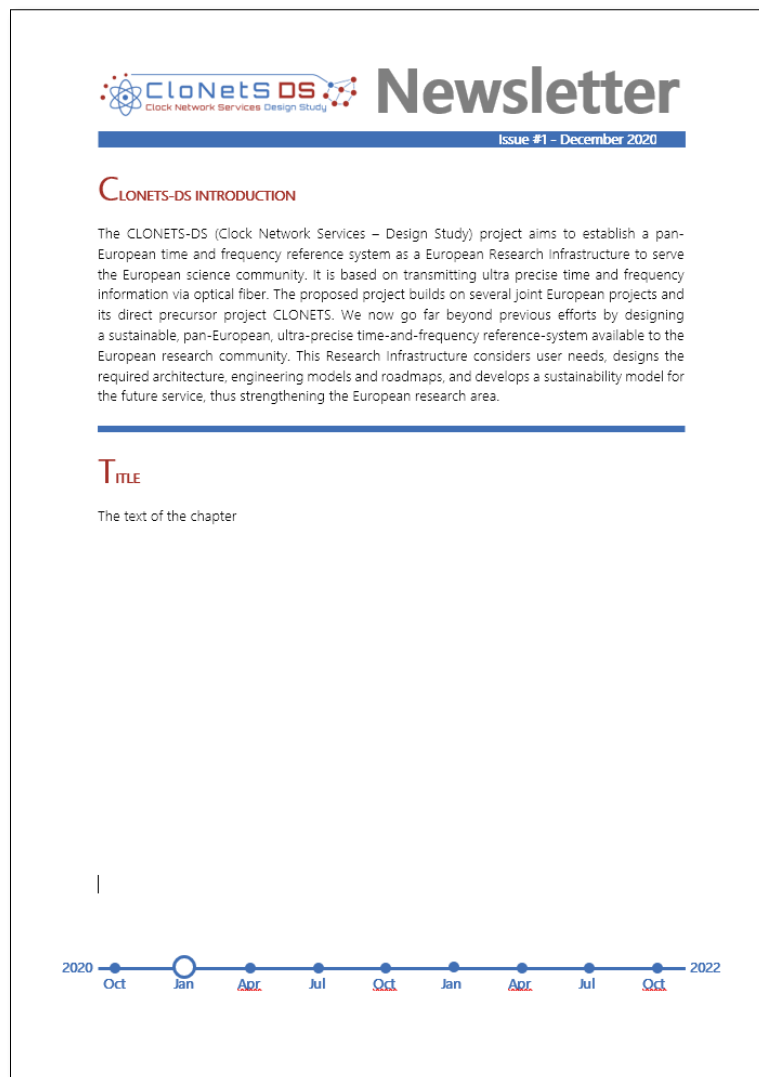 CLoNetS DS
Clock Network Services Design Study
Newsletter
Issue #1 - December 2020
CLONETS-DS INTRODUCTION
The CLONETS-DS (Clock Network Services – Design Study) project aims to establish a pan-
European time and frequency reference system as a European Research Infrastructure to serve
the European science community. It is based on transmitting ultra precise time and frequency
information via optical fiber. The proposed project builds on several joint European projects and
its direct precursor project CLONETS. We now go far beyond previous efforts by designing
a sustainable, pan-European, ultra-precise time-and-frequency reference-system available to the
European research community. This Research Infrastructure considers user needs, designs the
required architecture, engineering models and roadmaps, and develops a sustainability model for
the future service, thus strengthening the European research area.
TITLE
The text of the chapter
2020 2022
Oct Jan Apr Jul Oct Jan Apr Jul Oct